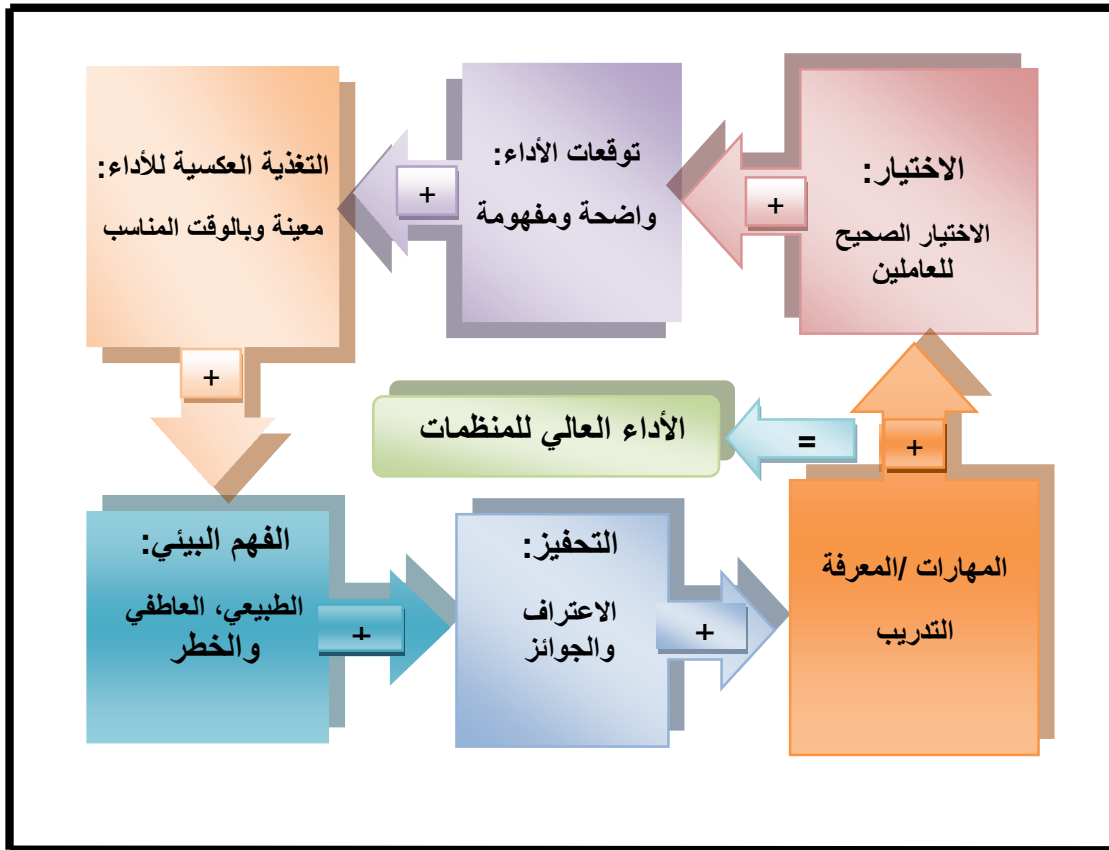 الاختيار:
الاختيار الصحيح
للعاملين
+
توقعات الأداء:
واضحة ومفهومة
+
التغذية العكسية للأداء:
معينة وبالوقت المناسب
+
الفهم البيئي:
الطبيعي، العاطفي
والخطر
+
التحفيز:
الاعتراف
والجوائز
+
المهارات /المعرفة
التدريب
+
=
الأداء العالي للمنظمات